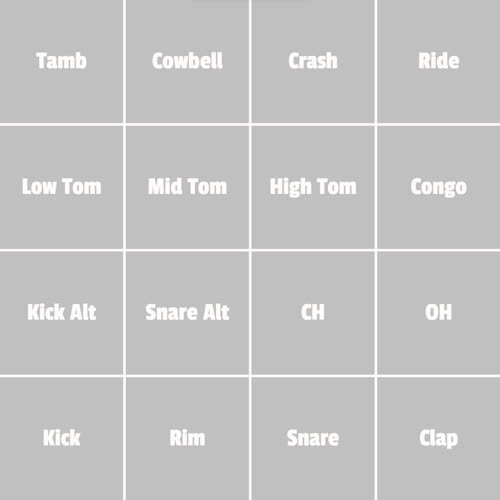 Tamb Cowbell Crash Ride
Low Tom Mid Tom High Tom Congo
Kick Alt Snare Alt CH OH
Kick Rim Snare Clap